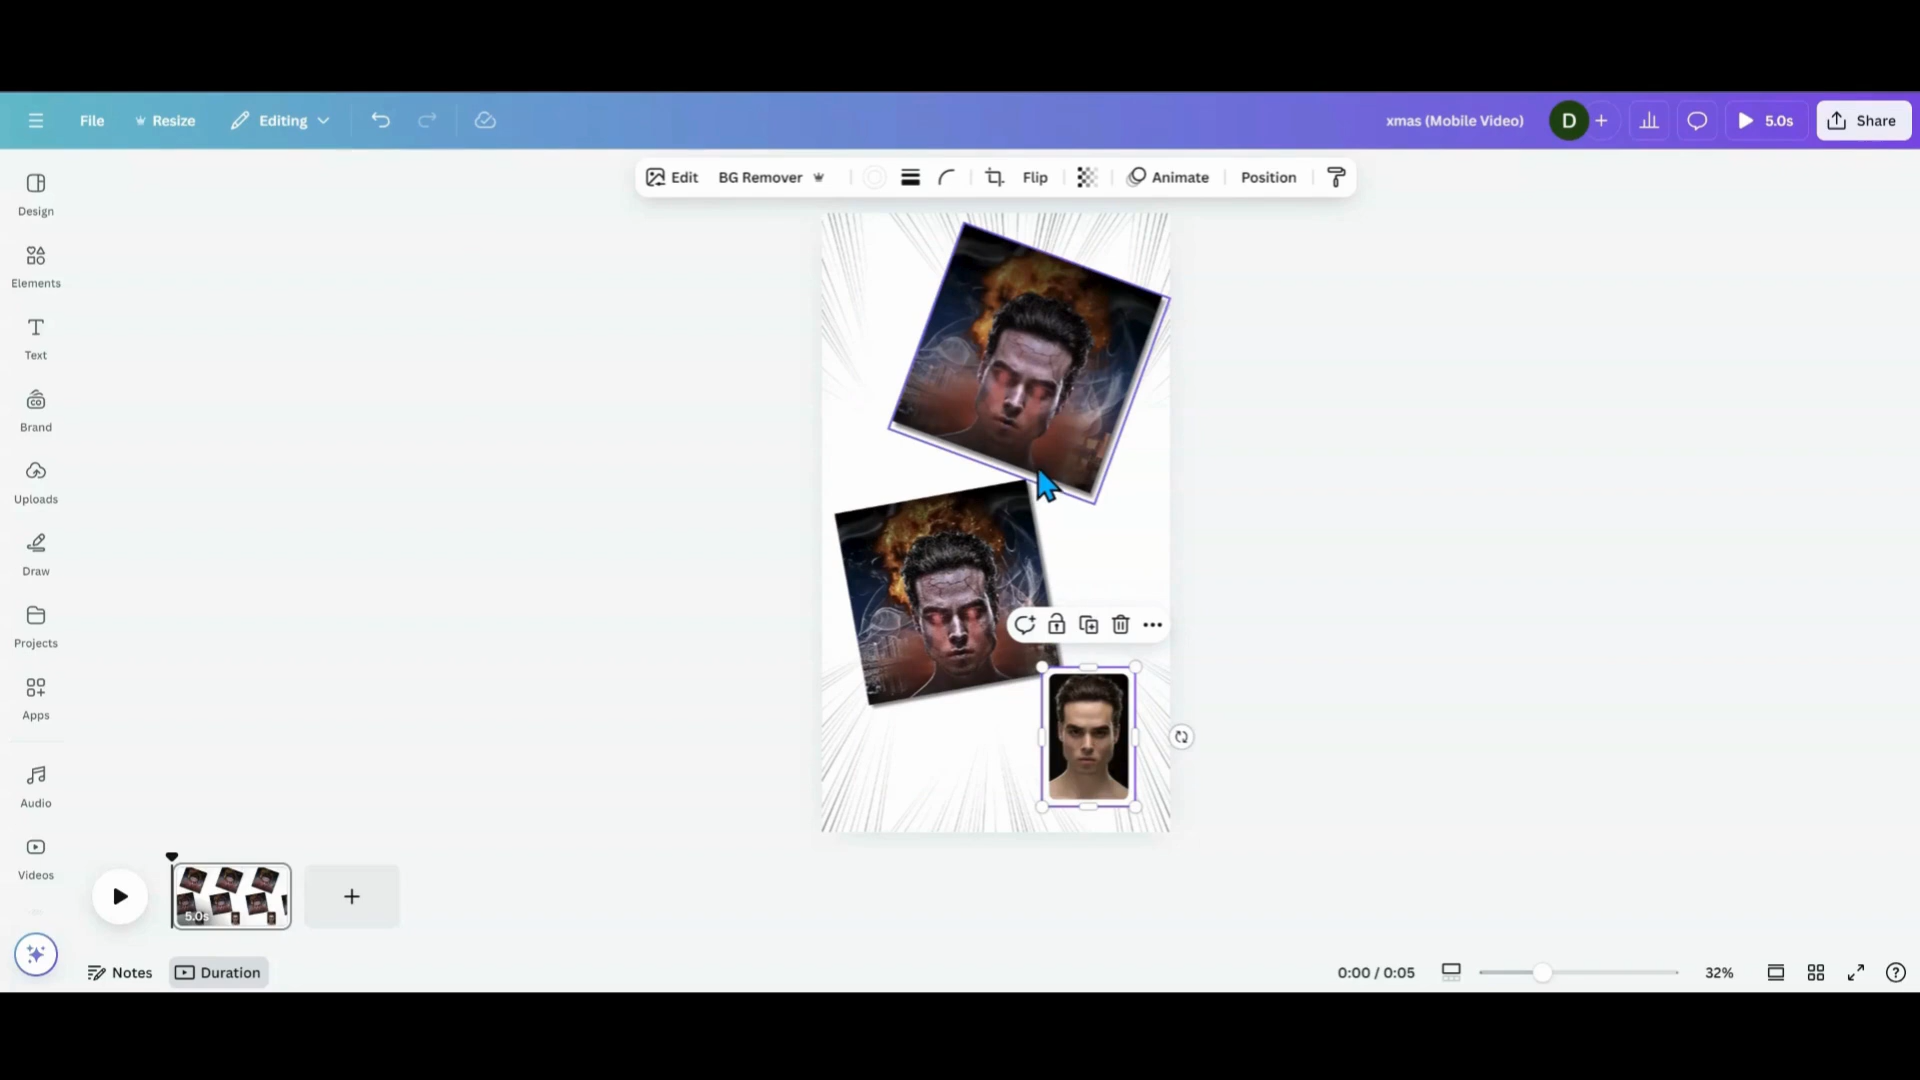 File
Resize
Editing
xmas (Mobile Video)
D
5.0s
Share
Edit
BG Remover
Flip
Animate
Position
Design
Elements
Text
Brand
Uploads
Draw
Projects
Apps
Audio
Videos
5.0s
Notes
Duration
0:00 / 0:05
32%